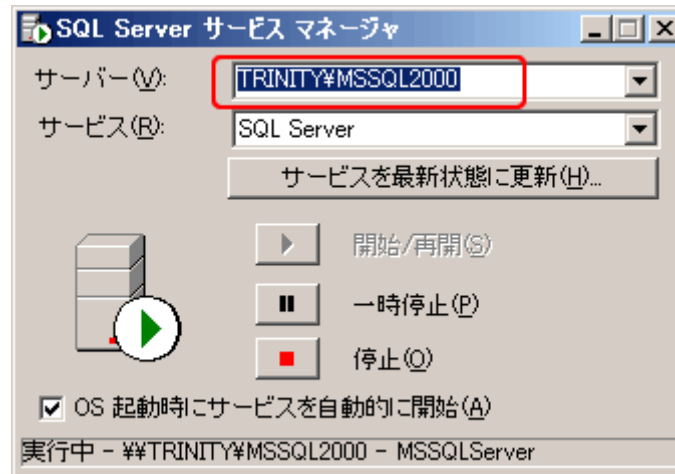 SQL Server サービス マネージャ
サーバー(V): TRINITY¥MSSQL2000
サービス(R): SQL Server
サービスを最新状態に更新(H)...
開始/再開(S)
一時停止(P)
停止(O)
OS 起動時にサービスを自動的に開始(A)
実行中 - ¥¥TRINITY¥MSSQL2000 - MSSQLServer